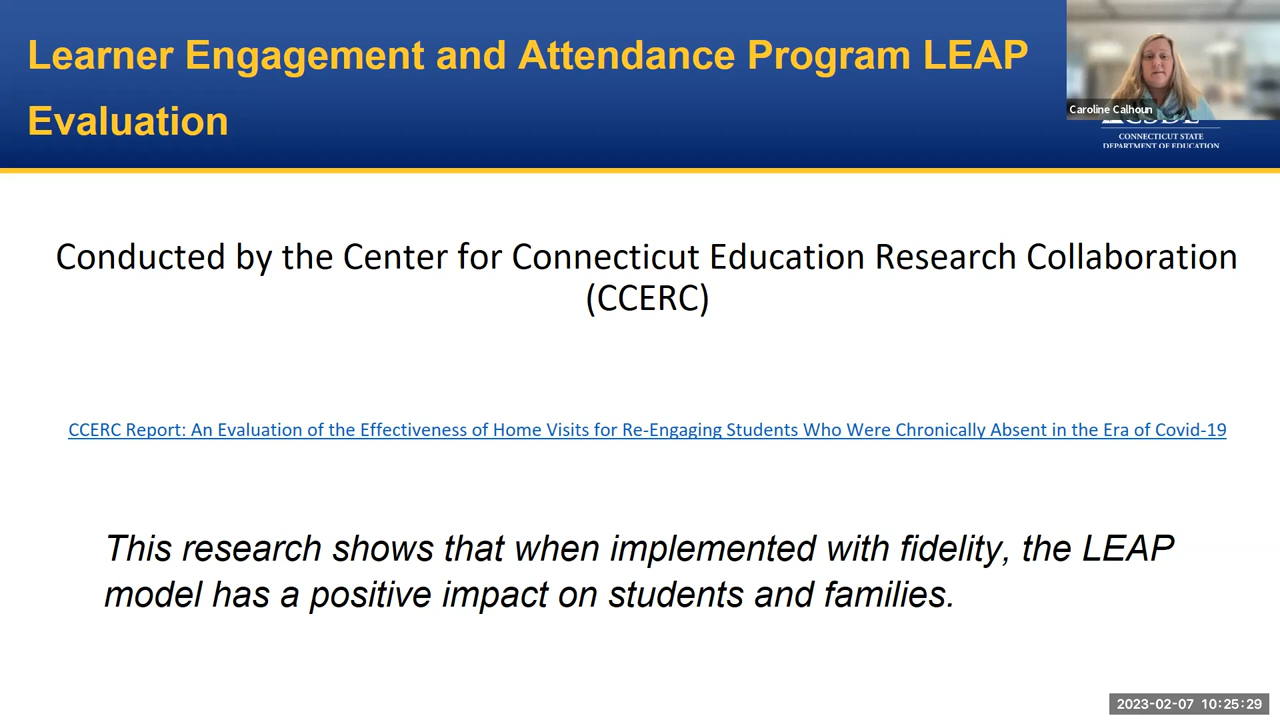 Learner Engagement and Attendance Program LEAP
Evaluation
Caroline Calhoun
CONNECTICUT STATE
DEPARTMENT OF EDUCATION
Conducted by the Center for Connecticut Education Research Collaboration
(CCERC)
CCERC Report: An Evaluation of the Effectiveness of Home Visits for Re-Engaging Students Who Were Chronically Absent in the Era of Covid-19
This research shows that when implemented with fidelity, the LEAP
model has a positive impact on students and families.
2023-02-07 10:25:29